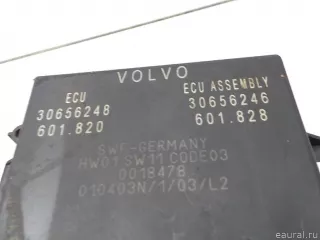 VOLVO
ECU ECU ASSEMBLY
30656248 30656246
601.820 601.828
SWF-GERMANY
HW01 SW11 CODE03
0018478
010403N/1/03/L2
eaural.ru